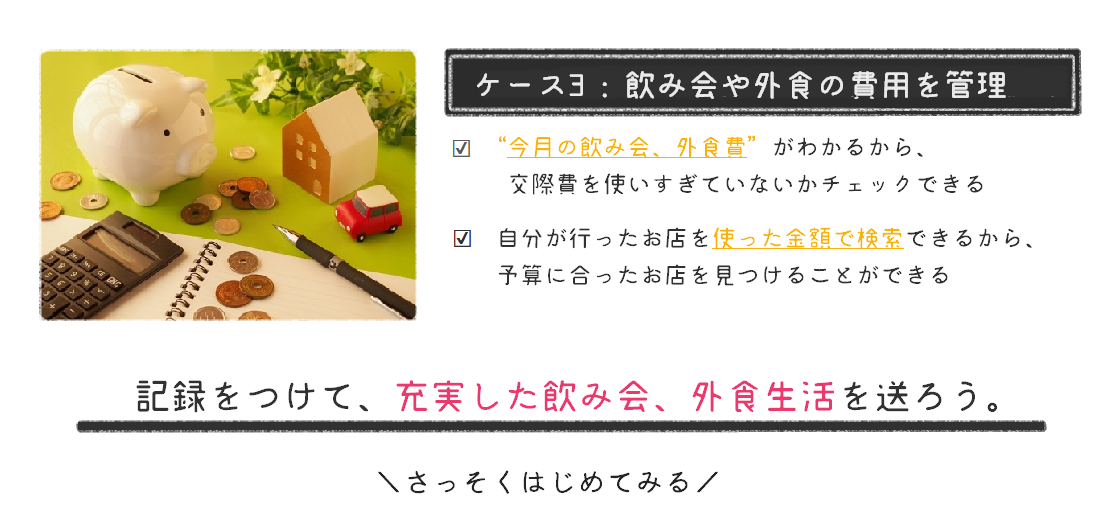 ケース3：飲み会や外食の費用を管理
“今月の飲み会、外食費” がわかるから、
交際費を使いすぎていないかチェックできる
自分が行ったお店を使った金額で検索できるから、
予算に合ったお店を見つけることができる
記録をつけて、充実した飲み会、外食生活を送ろう。
＼さっそくはじめてみる／